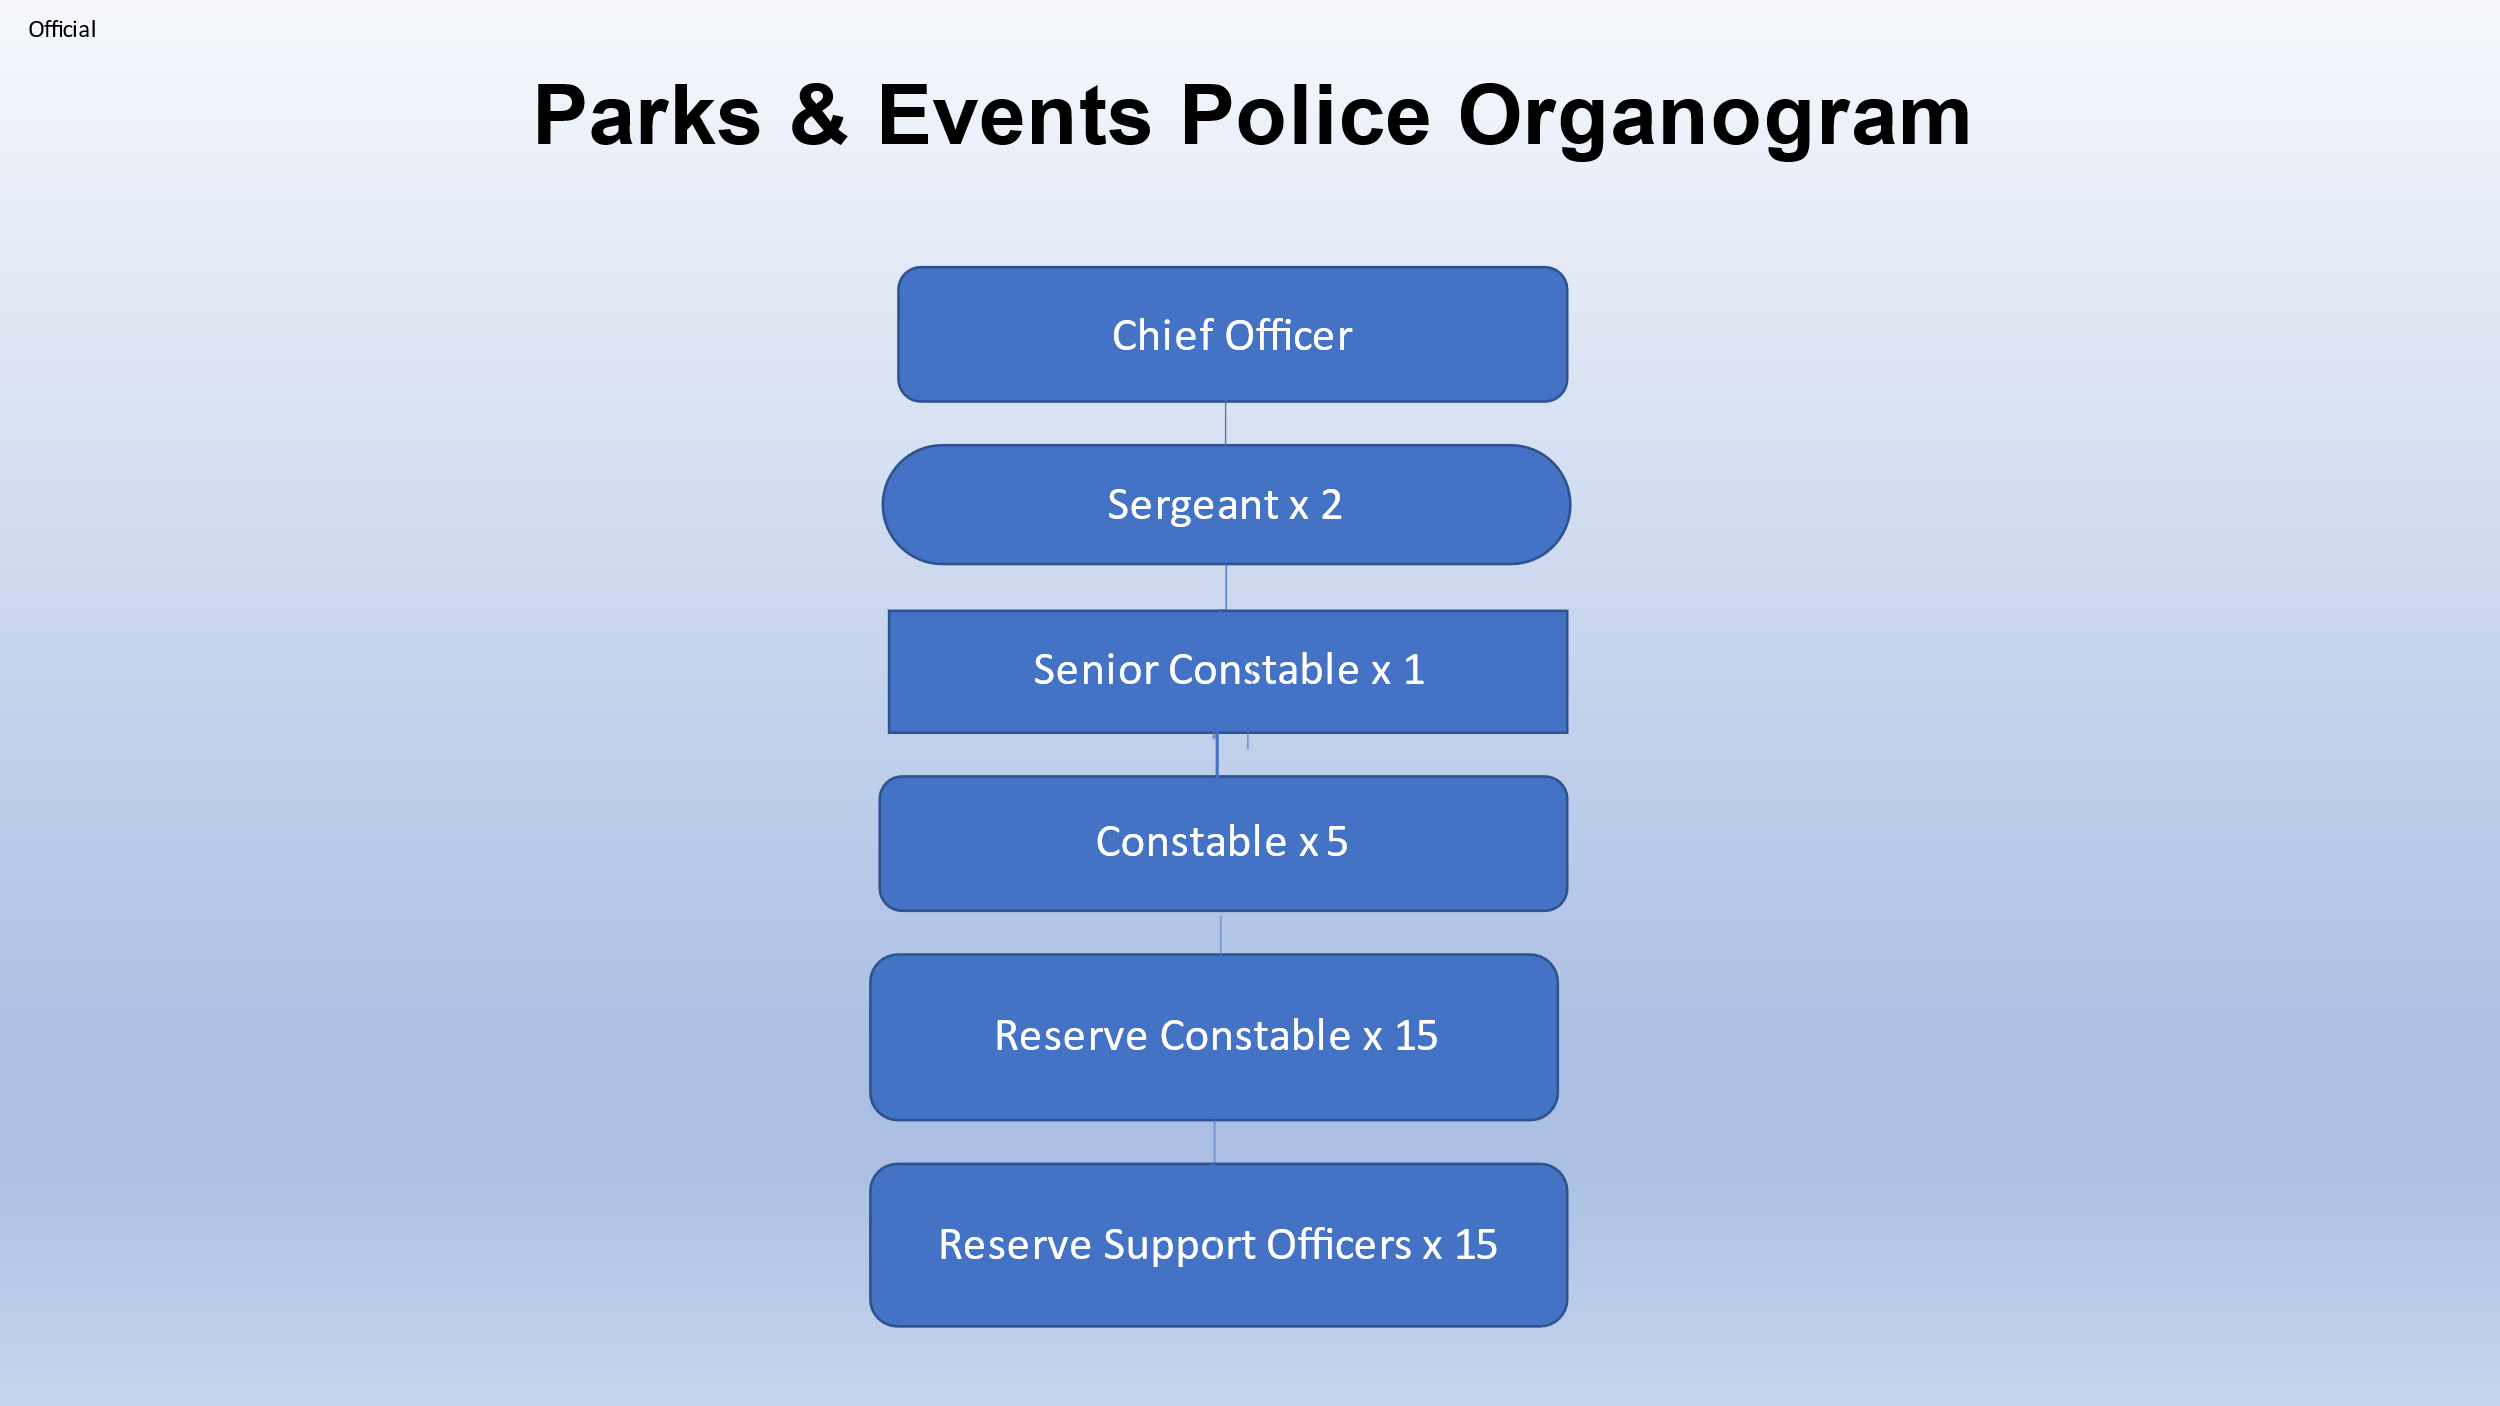 Official
Parks & Events Police Organogram
Chief Officer
Sergeant x 2
Senior Constable x 1
Constable x 5
Reserve Constable x 15
Reserve Support Officers x 15